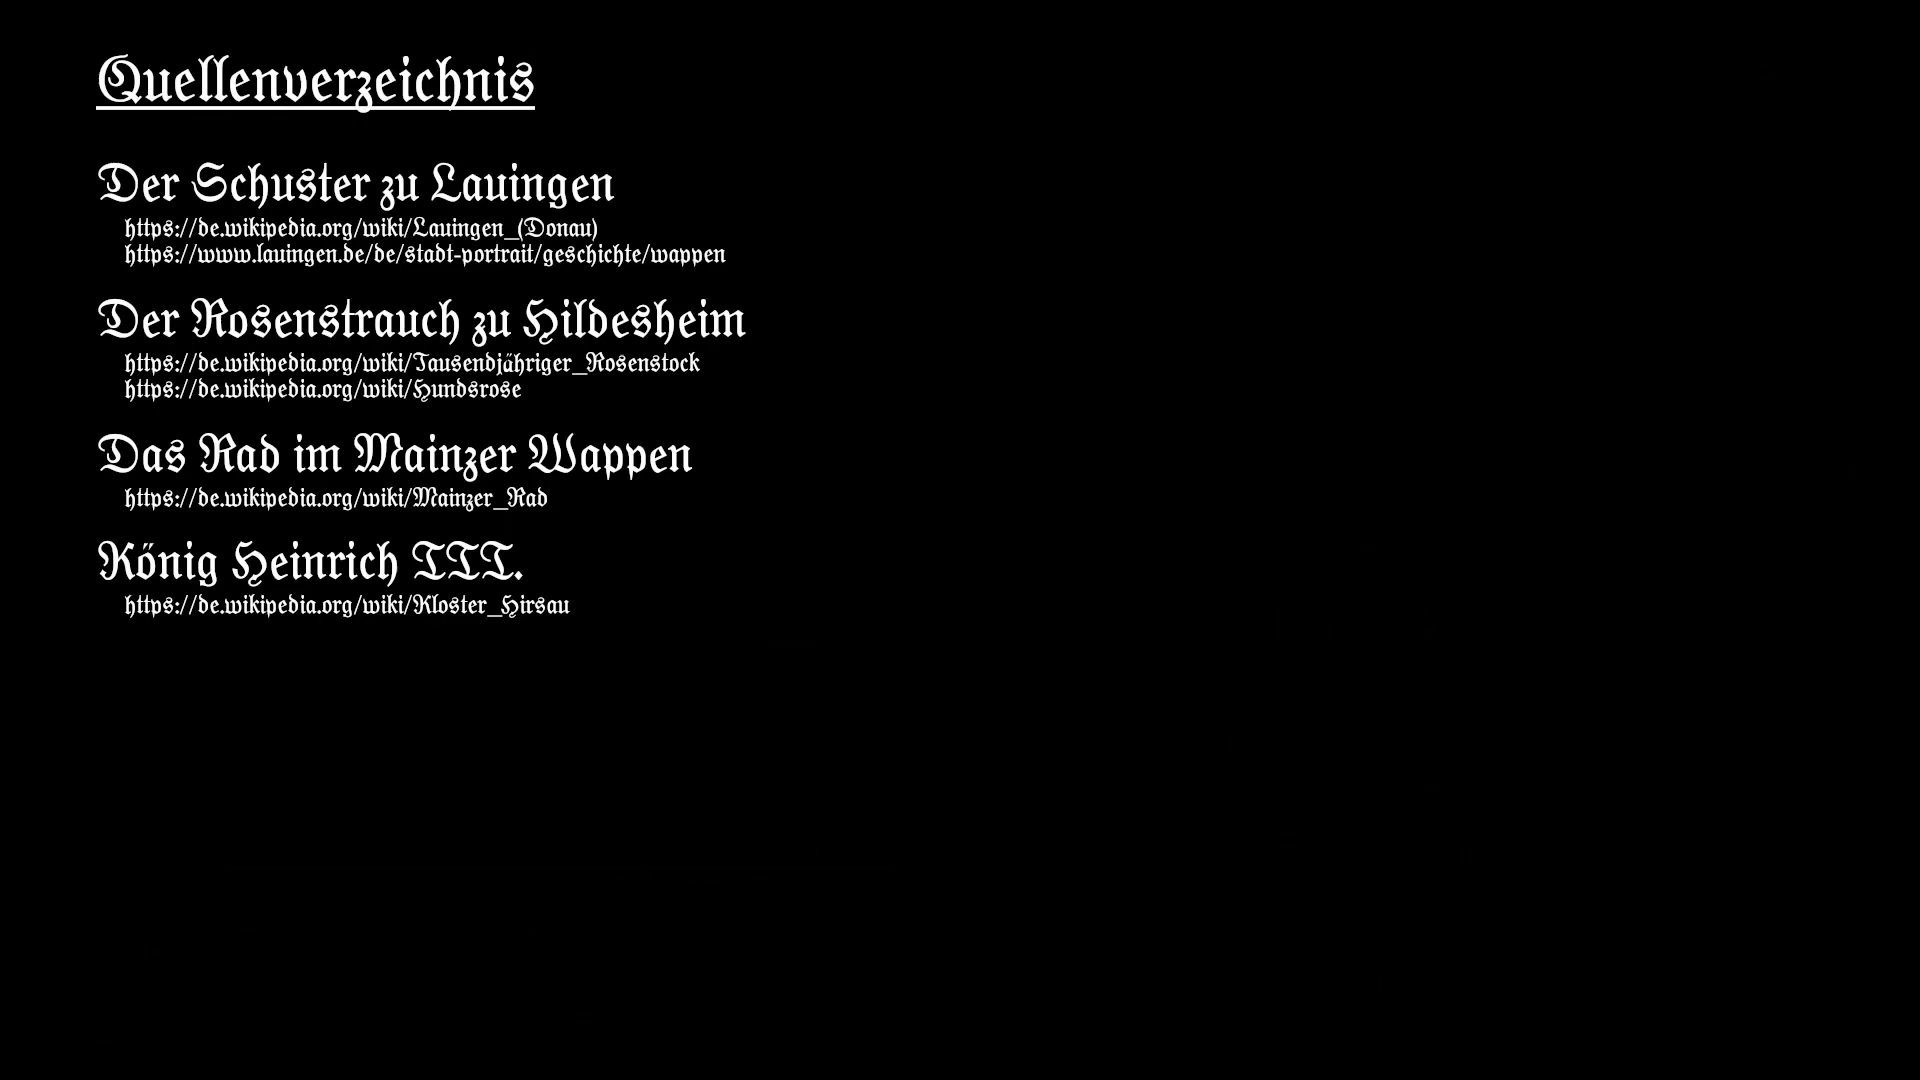 Quellenverzeichnis
Der Schuster zu Lauingen
https://de.wikipedia.org/wiki/Lauingen_(Donau)
https://www.lauingen.de/de/stadt-portrait/geschichte/wappen
Der Rosenstrauch zu Hildesheim
https://de.wikipedia.org/wiki/Tausendjähriger_Rosenstock
https://de.wikipedia.org/wiki/Hundsrose
Das Rad im Mainzer Wappen
https://de.wikipedia.org/wiki/Mainzer_Rad
König Heinrich III.
https://de.wikipedia.org/wiki/Kloster_Hirsau